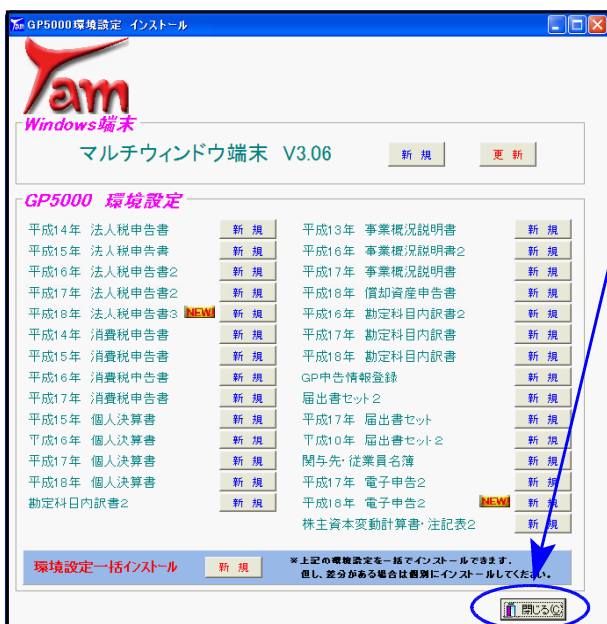 GP5000環境設定 インストール
Tam
Windows端末
マルチウィンドウ端末 V3.06 新 規 更 新
GP5000 環境設定
平成14年 法人税申告書 新 規
平成15年 法人税申告書 新 規
平成16年 法人税申告書2 新 規
平成17年 法人税申告書2 新 規
平成18年 法人税申告書3 NEW! 新 規
平成14年 消費税申告書 新 規
平成15年 消費税申告書 新 規
平成16年 消費税申告書 新 規
平成17年 消費税申告書 新 規
平成15年 個人決算書 新 規
平成16年 個人決算書 新 規
平成17年 個人決算書 新 規
平成18年 個人決算書 新 規
勘定科目内訳書2 新 規
平成13年 事業概況説明書 新 規
平成16年 事業概況説明書2 新 規
平成17年 事業概況説明書 新 規
平成18年 償却資産申告書 新 規
平成16年 勘定科目内訳書2 新 規
平成17年 勘定科目内訳書 新 規
平成18年 勘定科目内訳書 新 規
GP申告情報登録 新 規
届出書セット2 新 規
平成17年 届出書セット 新 規
平成18年 届出書セット2 新 規
関与先・従業員名簿 新 規
平成17年 電子申告2 新 規
平成18年 電子申告2 NEW! 新 規
株主資本変動計算書・注記表2 新 規
環境設定一括インストール 新 規
*上記の環境設定を一括でインストールできます。
但し、差分がある場合は個別にインストールしてください。
閉じる(C)